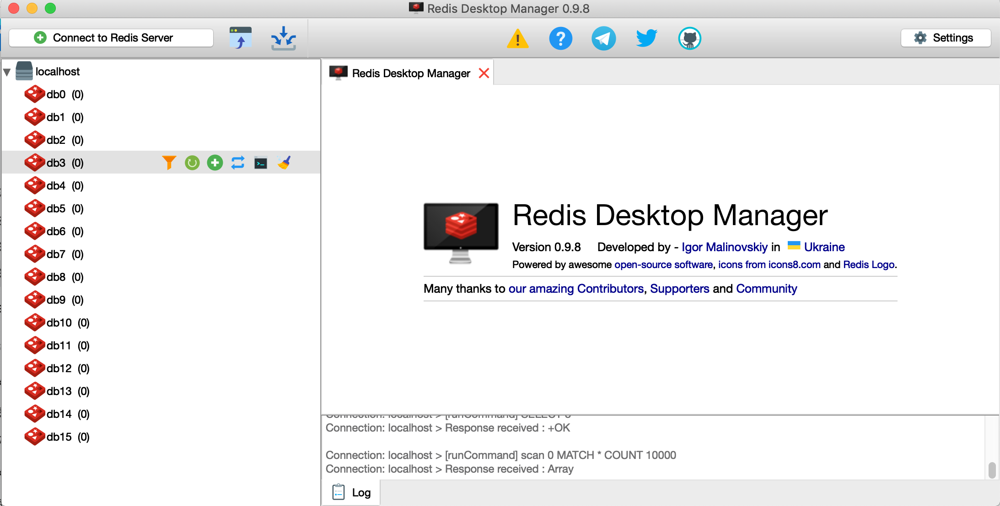 Redis Desktop Manager 0.9.8
Connect to Redis Server
Settings
localhost
db0 (0)
db1 (0)
db2 (0)
db3 (0)
db4 (0)
db5 (0)
db6 (0)
db7 (0)
db8 (0)
db9 (0)
db10 (0)
db11 (0)
db12 (0)
db13 (0)
db14 (0)
db15 (0)
Redis Desktop Manager
Redis Desktop Manager
Version 0.9.8 Developed by - Igor Malinovskiy in Ukraine
Powered by awesome open-source software, icons from icons8.com and Redis Logo.
Many thanks to our amazing Contributors, Supporters and Community
Connection: localhost > [runCommand] SELECT
Connection: localhost > Response received : +OK
Connection: localhost > [runCommand] scan 0 MATCH * COUNT 10000
Connection: localhost > Response received : Array
Log